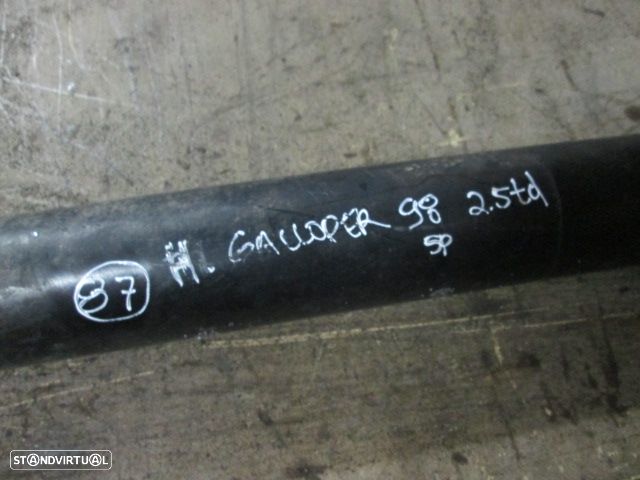 87 H. GALLOPER 98 2.5td
5P
STANDVIRTUAL